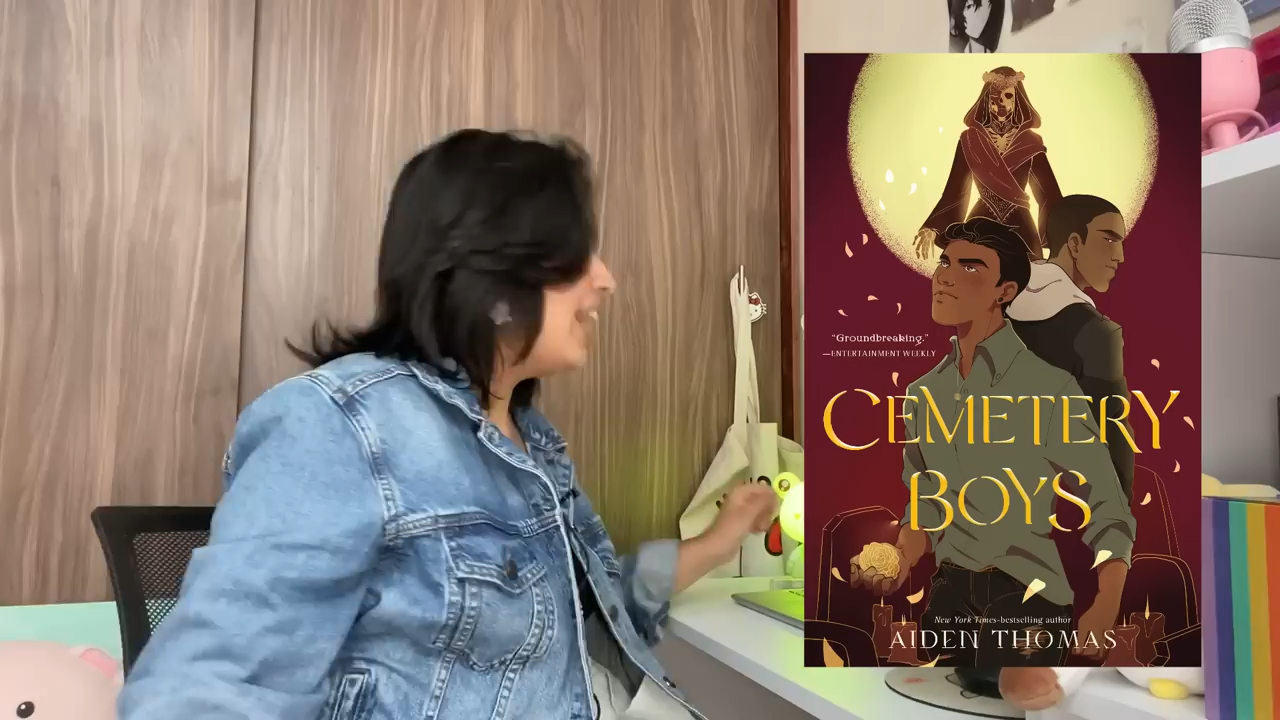 “Groundbreaking.”
—ENTERTAINMENT WEEKLY
CEMETERY
BOYS
New York Times-bestselling author
AIDEN THOMAS